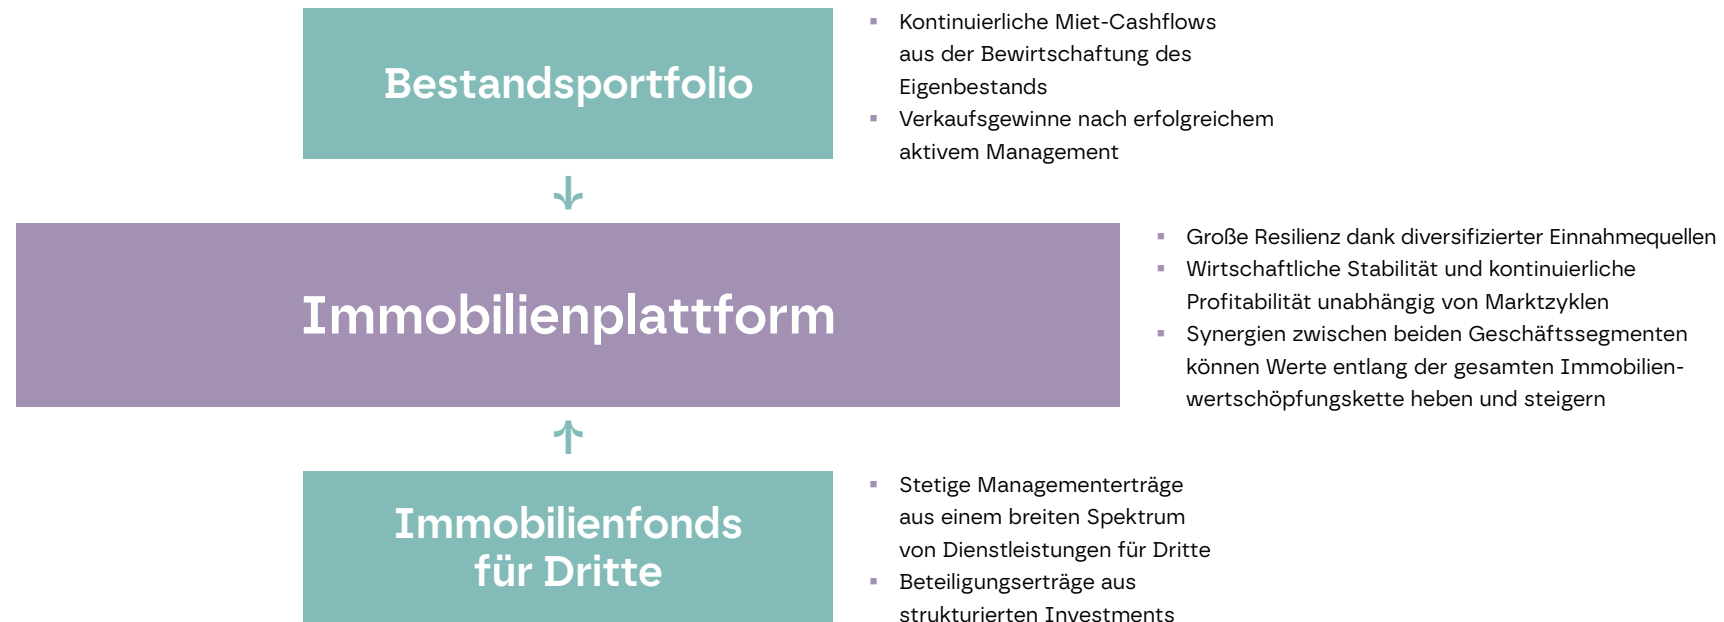 Bestandsportfolio
▪ Kontinuierliche Miet-Cashflows
aus der Bewirtschaftung des
Eigenbestands
▪ Verkaufsgewinne nach erfolgreichem
aktivem Management
Immobilienplattform
▪ Große Resilienz dank diversifizierter Einnahmequellen
▪ Wirtschaftliche Stabilität und kontinuierliche
Profitabilität unabhängig von Marktzyklen
▪ Synergien zwischen beiden Geschäftssegmenten
können Werte entlang der gesamten Immobilien-
wertschöpfungskette heben und steigern
Immobilienfonds
für Dritte
▪ Stetige Managementerträge
aus einem breiten Spektrum
von Dienstleistungen für Dritte
▪ Beteiligungserträge aus
strukturierten Investments